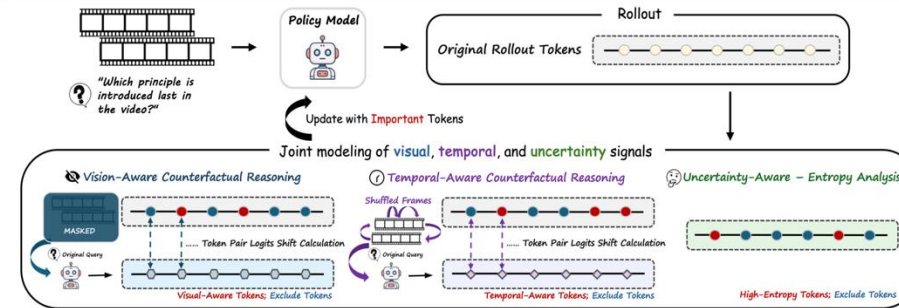 Policy Model
Rollout
Original Rollout Tokens
"Which principle is
introduced last in
the video?"
Update with Important Tokens
Joint modeling of visual, temporal, and uncertainty signals
Vision-Aware Counterfactual Reasoning
MASKED
Original Query
...... Token Pair Logits Shift Calculation
Visual-Aware Tokens; Exclude Tokens
Temporal-Aware Counterfactual Reasoning
Shuffled Frames
Original Query
...... Token Pair Logits Shift Calculation
Temporal-Aware Tokens; Exclude Tokens
Uncertainty-Aware – Entropy Analysis
High-Entropy Tokens; Exclude Tokens